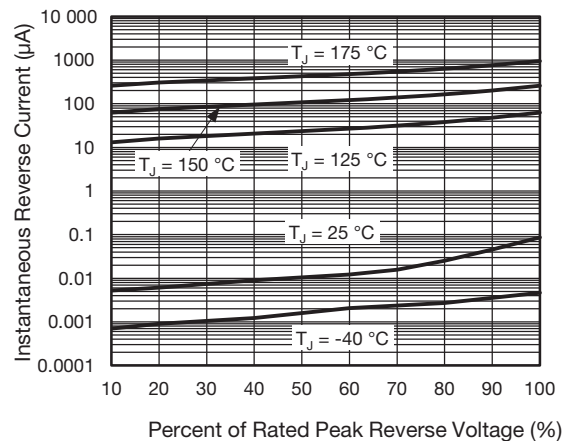 Instantaneous Reverse Current (µA)
10 000
1000
100
10
1
0.1
0.01
0.001
0.0001
T_J = 175 °C
T_J = 150 °C
T_J = 125 °C
T_J = 25 °C
T_J = -40 °C
10 20 30 40 50 60 70 80 90 100
Percent of Rated Peak Reverse Voltage (%)